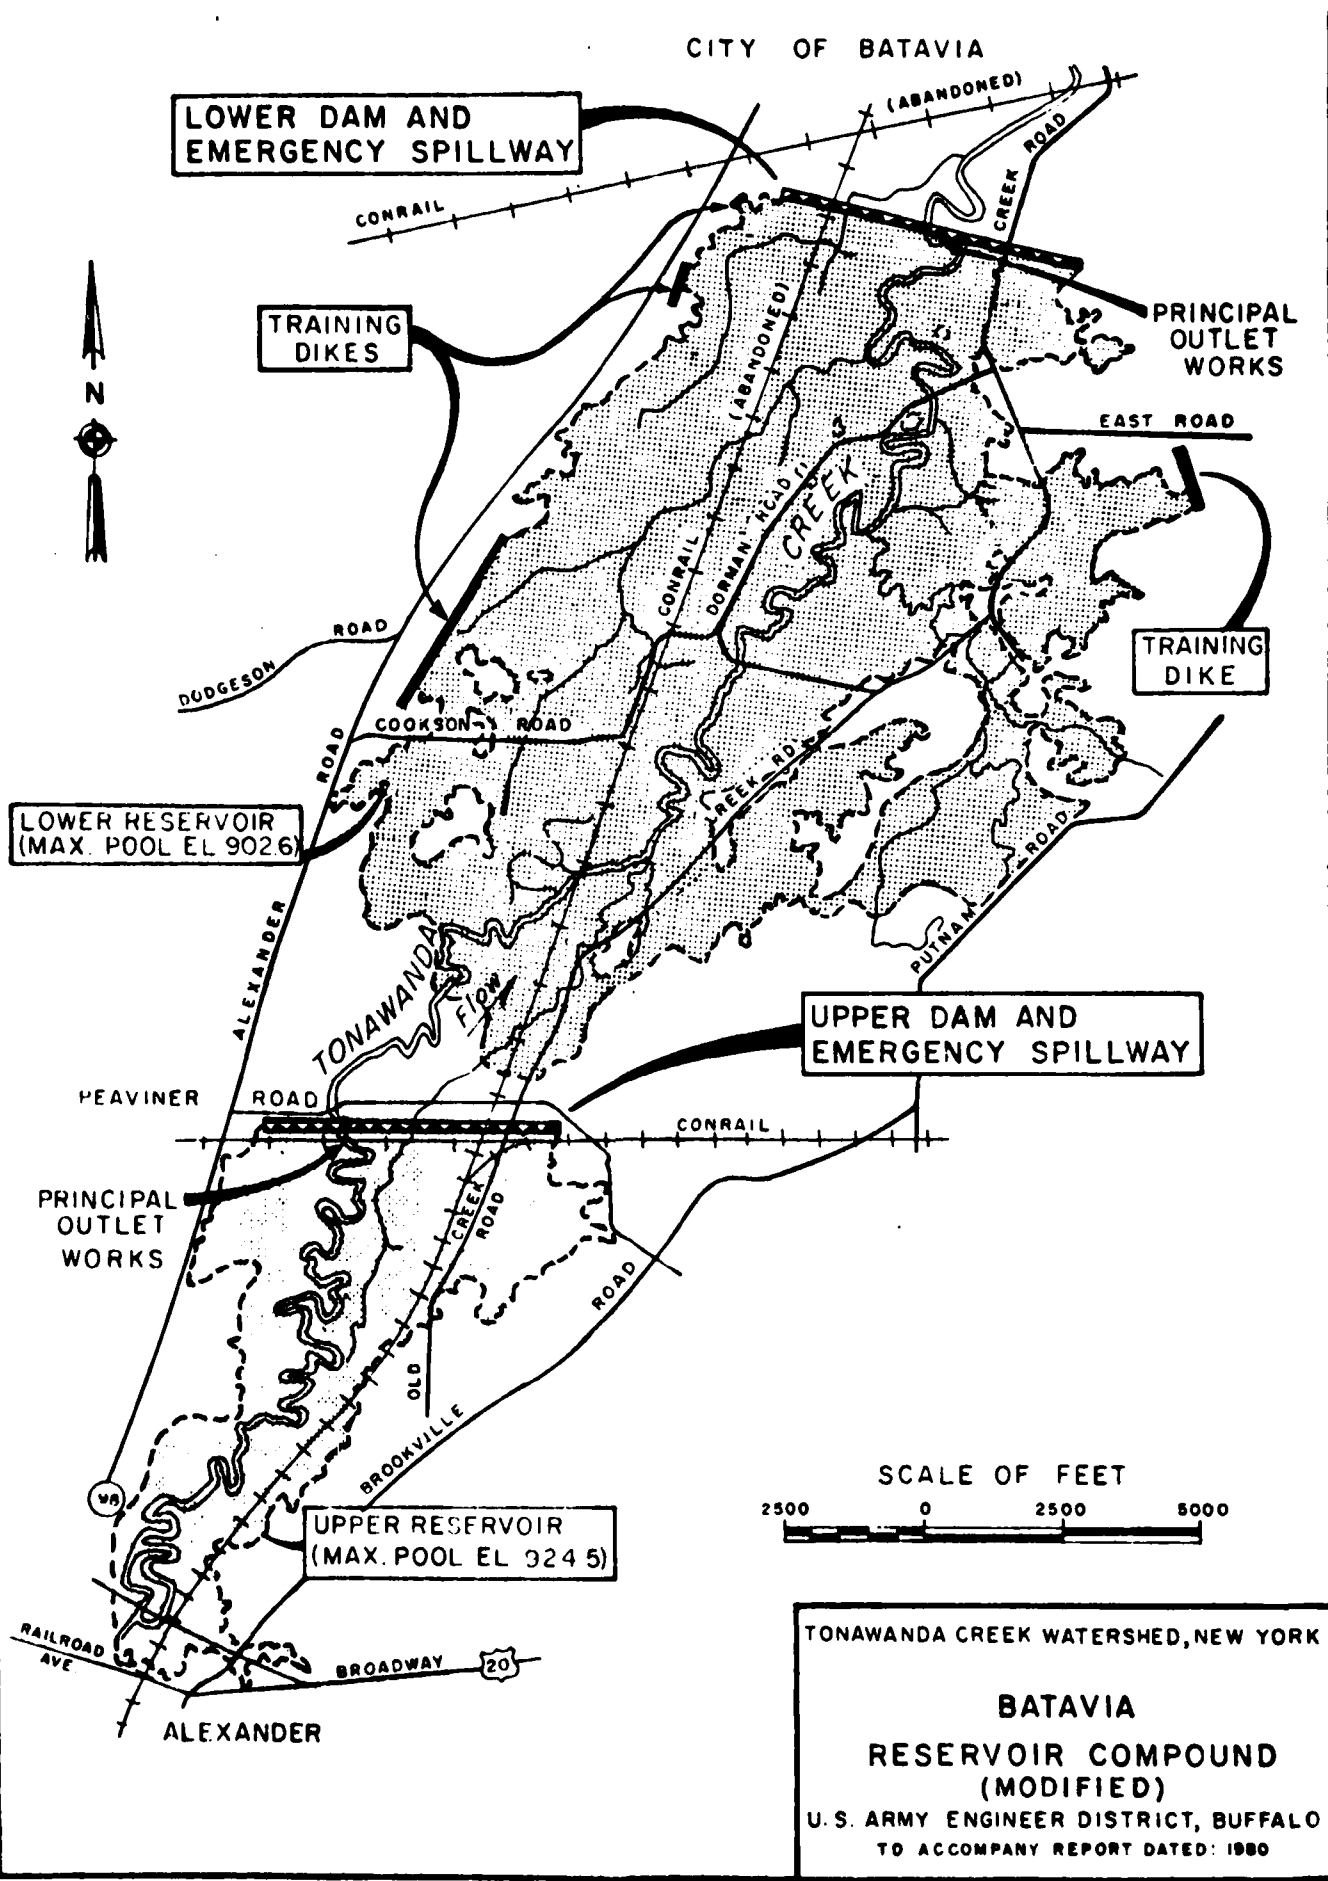 CITY OF BATAVIA
(ABANDONED)
LOWER DAM AND
EMERGENCY SPILLWAY
CONRAIL
CREEK ROAD
TRAINING
DIKES
(ABANDONED)
PRINCIPAL
OUTLET
WORKS
N
EAST ROAD
CREEK
CONRAIL
DORMAN
DODGESON ROAD
TRAINING
DIKE
COOKSON ROAD
ROAD
LOWER RESERVOIR
(MAX. POOL EL 902.6)
REEK RD.
PUTNAM ROAD
ALEXANDER
TONAWANDA
Flow
UPPER DAM AND
EMERGENCY SPILLWAY
PEAVINER ROAD
CONRAIL
PRINCIPAL
OUTLET
WORKS
CREEK
ROAD
ROAD
OLD
BROOKVILLE
98
SCALE OF FEET
2500 0 2500 5000
UPPER RESERVOIR
(MAX. POOL EL 924 5)
RAILROAD
AVE
BROADWAY
20
ALEXANDER
TONAWANDA CREEK WATERSHED, NEW YORK
BATAVIA
RESERVOIR COMPOUND
(MODIFIED)
U.S. ARMY ENGINEER DISTRICT, BUFFALO
TO ACCOMPANY REPORT DATED: 1980